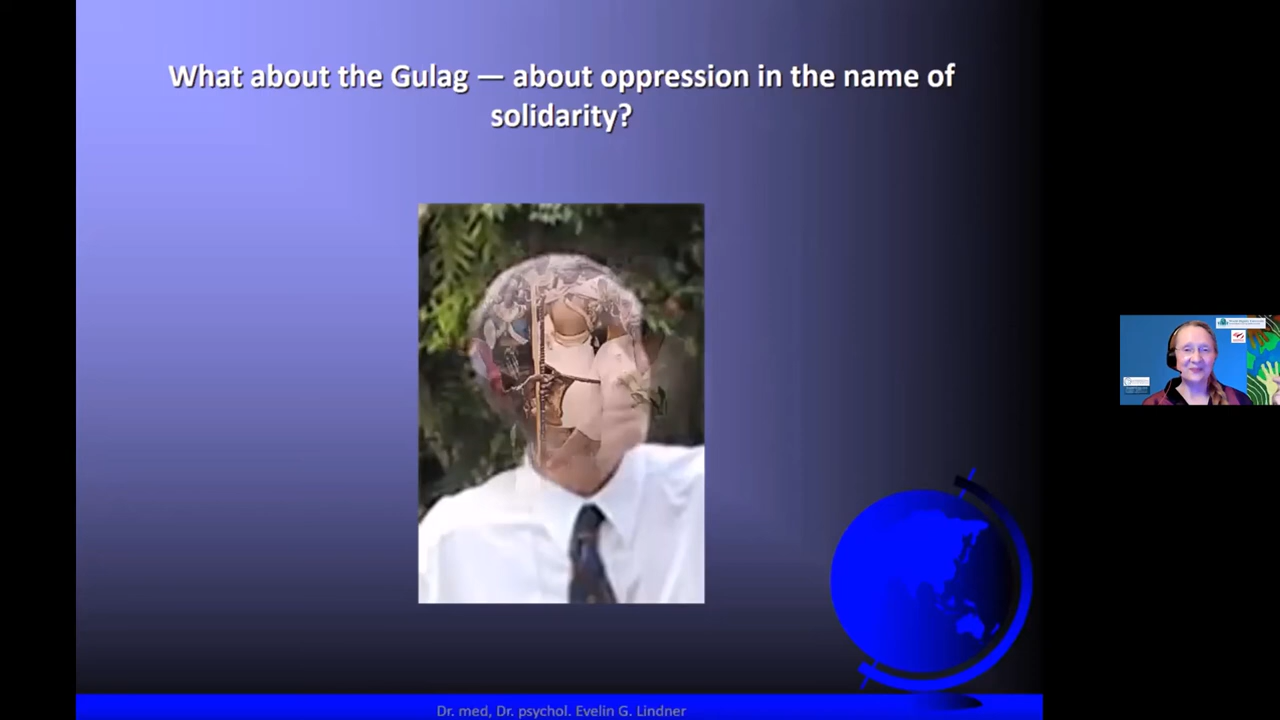 What about the Gulag — about oppression in the name of
solidarity?
Dr. med, Dr. psychol. Evelin G. Lindner